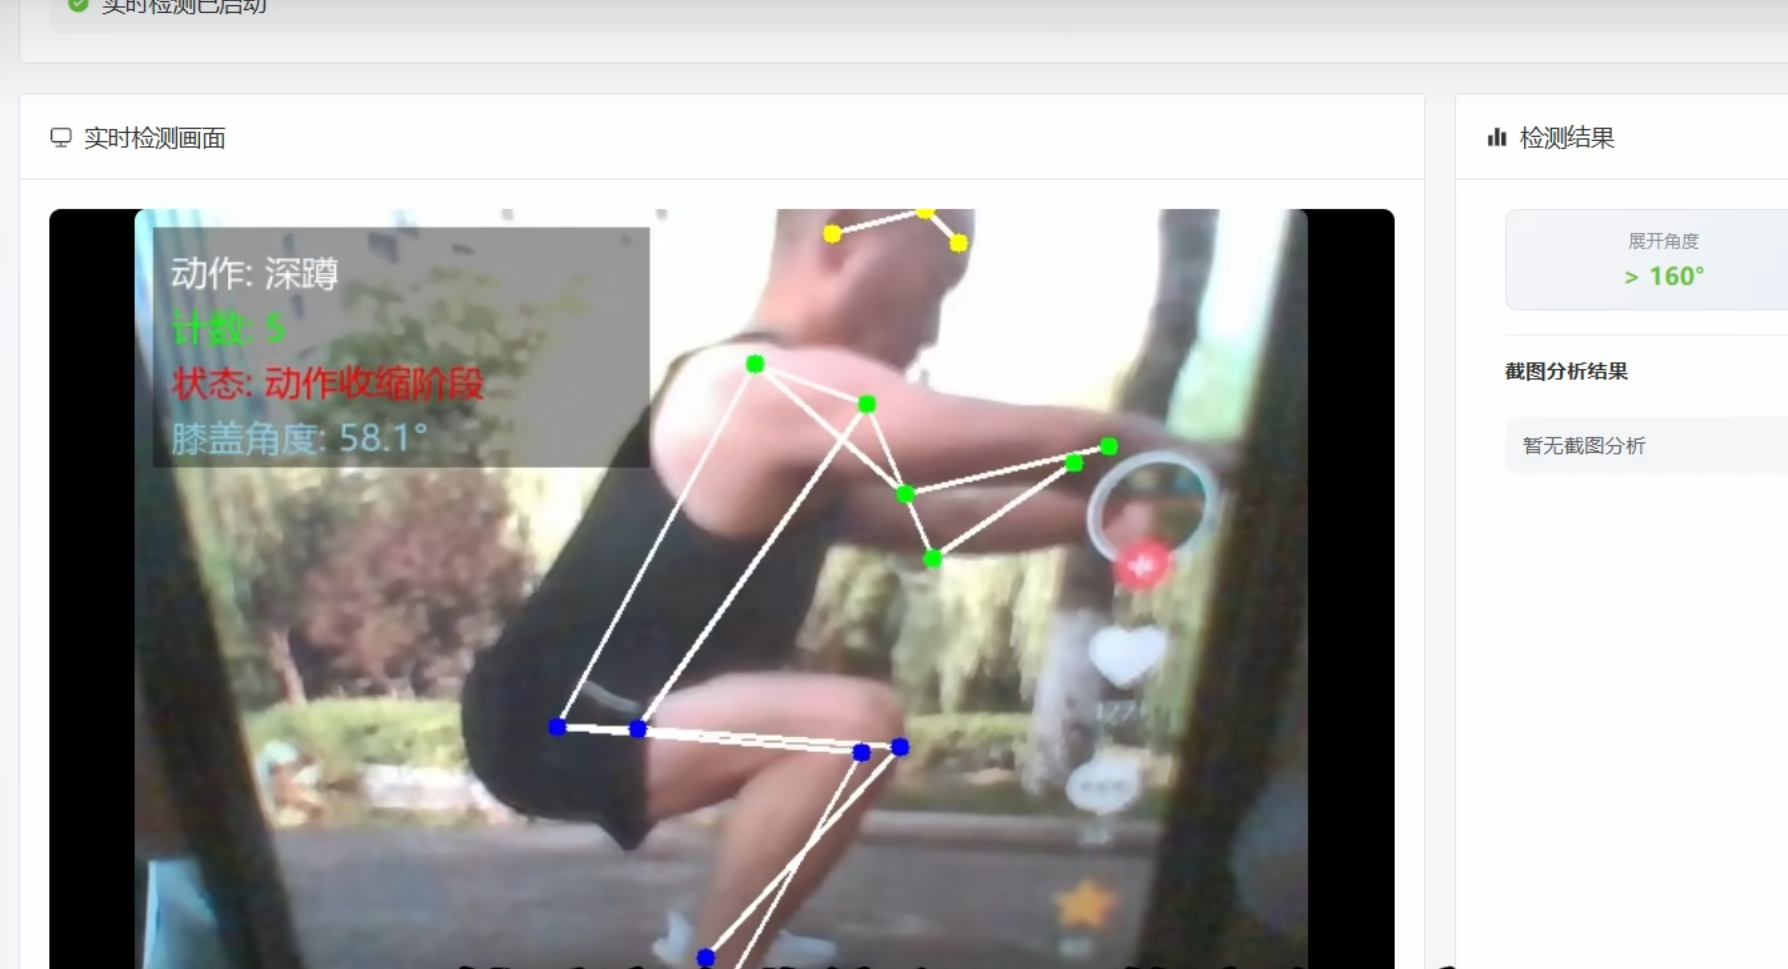 实时检测已启动
实时检测画面
检测结果
动作: 深蹲
计数: 5
状态: 动作收缩阶段
膝盖角度: 58.1°
展开角度
> 160°
截图分析结果
暂无截图分析